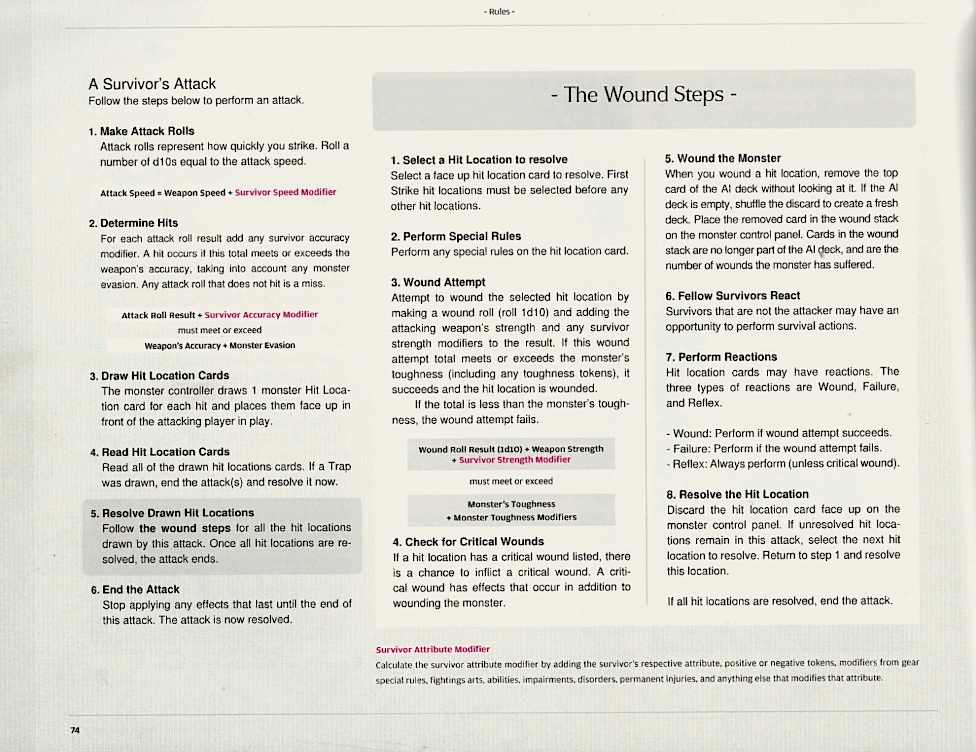 - Rules -
A Survivor's Attack
Follow the steps below to perform an attack.
1. Make Attack Rolls
Attack rolls represent how quickly you strike. Roll a
number of d10s equal to the attack speed.
Attack Speed = Weapon Speed + Survivor Speed Modifier
2. Determine Hits
For each attack roll result add any survivor accuracy
modifier. A hit occurs if this total meets or exceeds the
weapon's accuracy, taking into account any monster
evasion. Any attack roll that does not hit is a miss.
Attack Roll Result + Survivor Accuracy Modifier
must meet or exceed
Weapon's Accuracy + Monster Evasion
3. Draw Hit Location Cards
The monster controller draws 1 monster Hit Loca-
tion card for each hit and places them face up in
front of the attacking player in play.
4. Read Hit Location Cards
Read all of the drawn hit locations cards. If a Trap
was drawn, end the attack(s) and resolve it now.
5. Resolve Drawn Hit Locations
Follow the wound steps for all the hit locations
drawn by this attack. Once all hit locations are re-
solved, the attack ends.
6. End the Attack
Stop applying any effects that last until the end of
this attack. The attack is now resolved.
- The Wound Steps -
1. Select a Hit Location to resolve
Select a face up hit location card to resolve. First
Strike hit locations must be selected before any
other hit locations.
2. Perform Special Rules
Perform any special rules on the hit location card.
3. Wound Attempt
Attempt to wound the selected hit location by
making a wound roll (roll 1d10) and adding the
attacking weapon's strength and any survivor
strength modifiers to the result. If this wound
attempt total meets or exceeds the monster's
toughness (including any toughness tokens), it
succeeds and the hit location is wounded.
If the total is less than the monster's tough-
ness, the wound attempt fails.
Wound Roll Result (1d10) + Weapon Strength
+ Survivor Strength Modifier
must meet or exceed
Monster's Toughness
+ Monster Toughness Modifiers
4. Check for Critical Wounds
If a hit location has a critical wound listed, there
is a chance to inflict a critical wound. A criti-
cal wound has effects that occur in addition to
wounding the monster.
5. Wound the Monster
When you wound a hit location, remove the top
card of the AI deck without looking at it. If the AI
deck is empty, shuffle the discard to create a fresh
deck. Place the removed card in the wound stack
on the monster control panel. Cards in the wound
stack are no longer part of the AI deck, and are the
number of wounds the monster has suffered.
6. Fellow Survivors React
Survivors that are not the attacker may have an
opportunity to perform survival actions.
7. Perform Reactions
Hit location cards may have reactions. The
three types of reactions are Wound, Failure,
and Reflex.
- Wound: Perform if wound attempt succeeds.
- Failure: Perform if the wound attempt fails.
- Reflex: Always perform (unless critical wound).
8. Resolve the Hit Location
Discard the hit location card face up on the
monster control panel. If unresolved hit loca-
tions remain in this attack, select the next hit
location to resolve. Return to step 1 and resolve
this location.
If all hit locations are resolved, end the attack.
Survivor Attribute Modifier
Calculate the survivor attribute modifier by adding the survivor's respective attribute, positive or negative tokens, modifiers from gear
special rules, fightings arts, abilities, impairments, disorders, permanent injuries, and anything else that modifies that attribute.
74